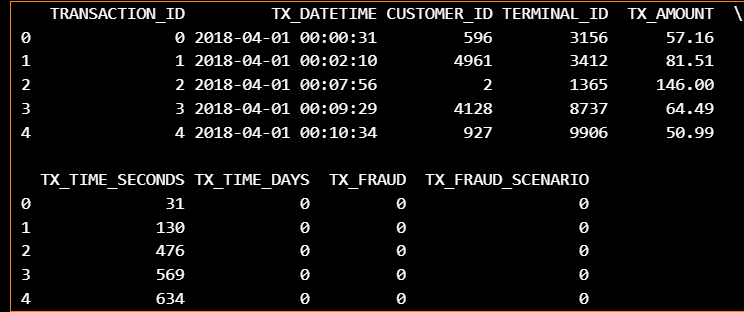 TRANSACTION_ID TX_DATETIME CUSTOMER_ID TERMINAL_ID TX_AMOUNT \
0 0 2018-04-01 00:00:31 596 3156 57.16
1 1 2018-04-01 00:02:10 4961 3412 81.51
2 2 2018-04-01 00:07:56 2 1365 146.00
3 3 2018-04-01 00:09:29 4128 8737 64.49
4 4 2018-04-01 00:10:34 927 9906 50.99
TX_TIME_SECONDS TX_TIME_DAYS TX_FRAUD TX_FRAUD_SCENARIO
0 31 0 0 0
1 130 0 0 0
2 476 0 0 0
3 569 0 0 0
4 634 0 0 0